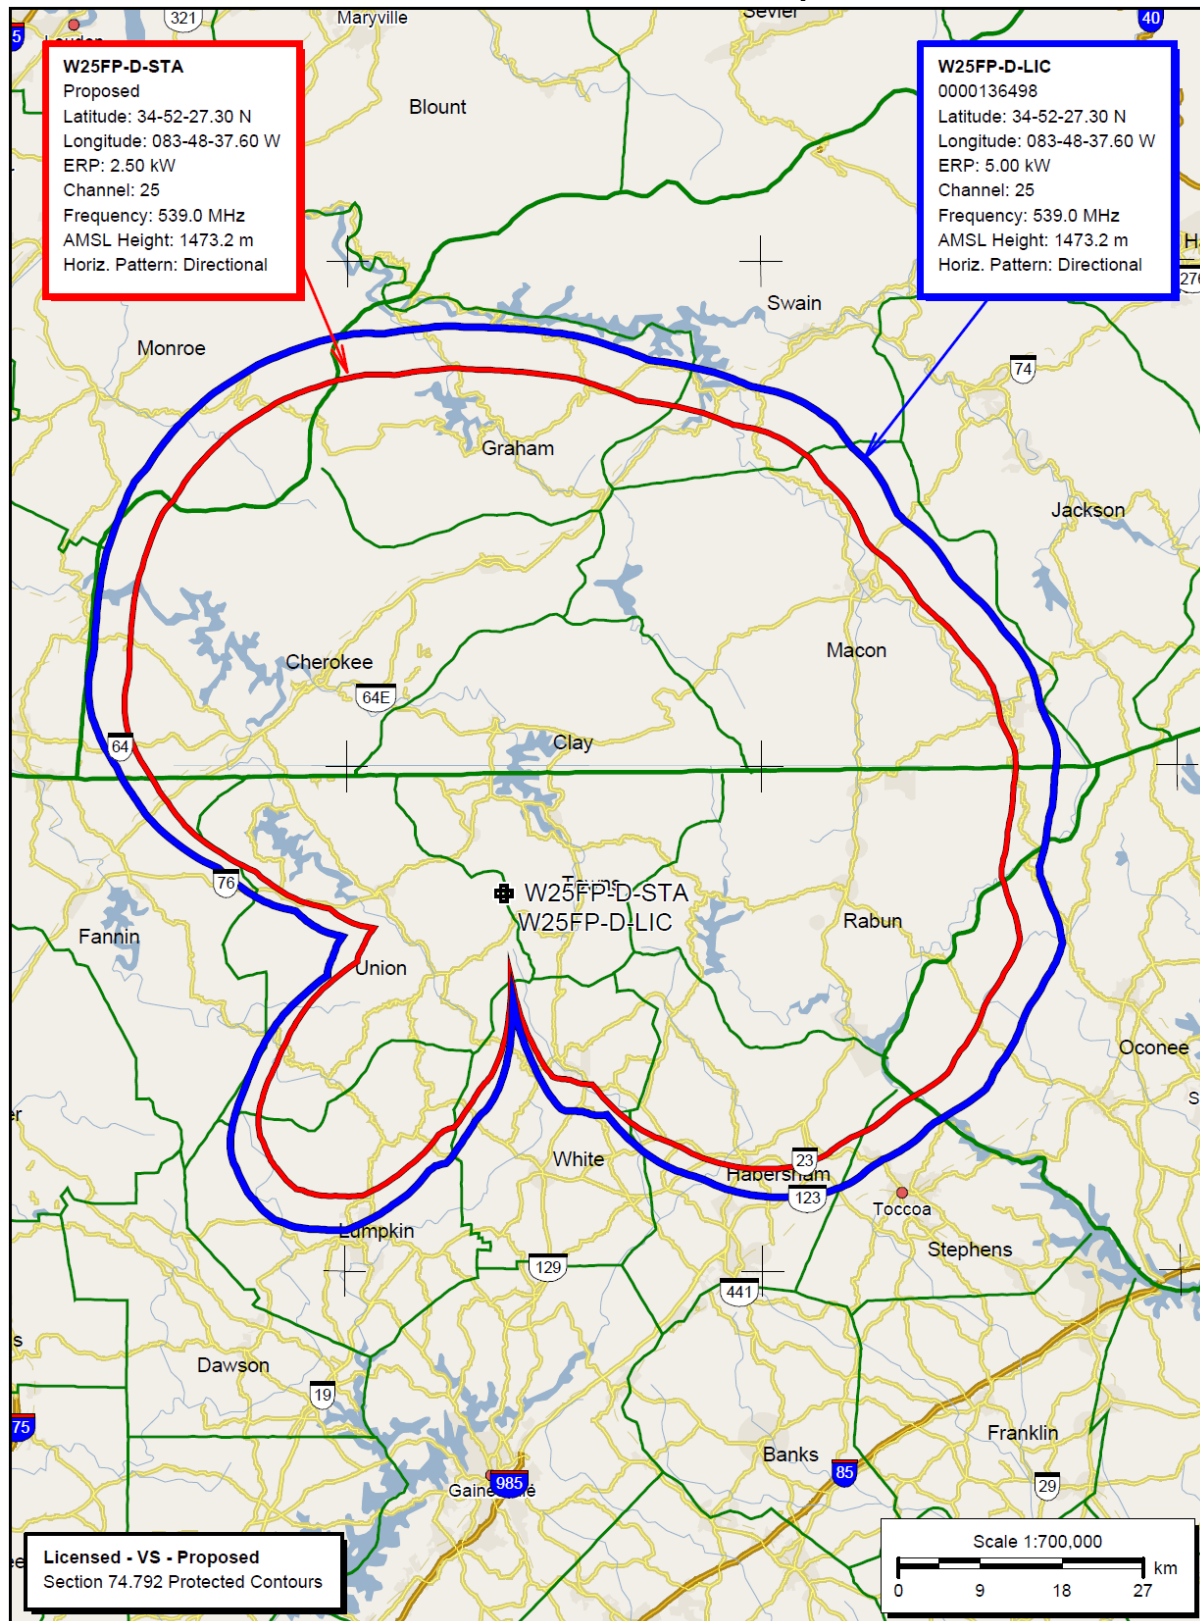 321
Maryville
Sevier
40
W25FP-D-STA
Proposed
Latitude: 34-52-27.30 N
Longitude: 083-48-37.60 W
ERP: 2.50 kW
Channel: 25
Frequency: 539.0 MHz
AMSL Height: 1473.2 m
Horiz. Pattern: Directional
W25FP-D-LIC
0000136498
Latitude: 34-52-27.30 N
Longitude: 083-48-37.60 W
ERP: 5.00 kW
Channel: 25
Frequency: 539.0 MHz
AMSL Height: 1473.2 m
Horiz. Pattern: Directional
Blount
Swain
Monroe
74
Graham
Jackson
Macon
Cherokee
64E
Clay
64
76
Towns
W25FP-D-STA
W25FP-D-LIC
Rabun
Fannin
Union
Oconee
White
23
Habersham
123
Toccoa
Lumpkin
Stephens
129
441
Dawson
19
75
Franklin
Banks
85
29
985
Licensed - VS - Proposed
Section 74.792 Protected Contours
Scale 1:700,000
km
0 9 18 27